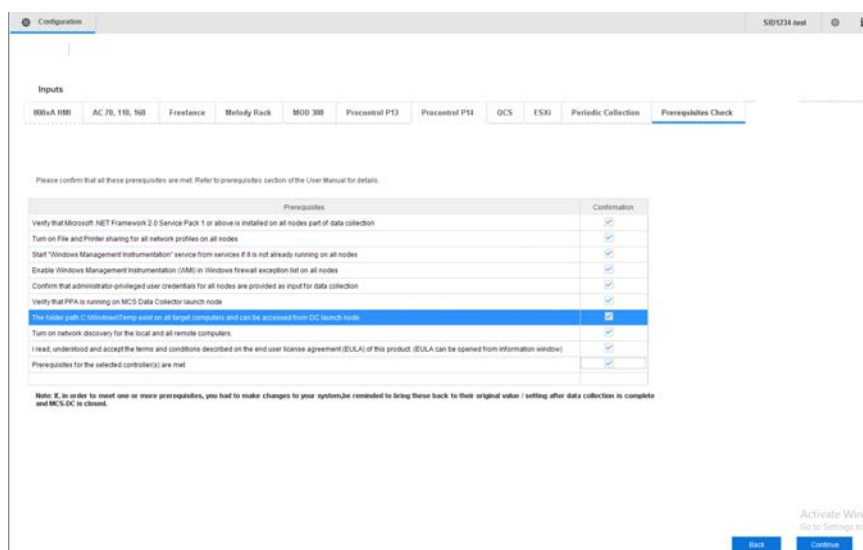 Configuration
SID1234-test
Inputs
800xA HMI AC 70, 110, 160 Freelance Melody Rack MOD 300 Procontrol P13 Procontrol P14 QCS ESXi Periodic Collection Prerequisites Check
Please confirm that all these prerequisites are met. Refer to prerequisites section of the User Manual for details.
Prerequisites Confirmation
Verify that Microsoft .NET Framework 2.0 Service Pack 1 or above is installed on all nodes part of data collection
Turn on File and Printer sharing for all network profiles on all nodes
Start "Windows Management Instrumentation" service from services if it is not already running on all nodes
Enable Windows Management Instrumentation (WMI) in Windows firewall exception list on all nodes
Confirm that administrator-privileged user credentials for all nodes are provided as input for data collection
Verify that PPA is running on MCS Data Collector launch node
The folder path C:\Windows\Temp exist on all target computers and can be accessed from DC launch node.
Turn on network discovery for the local and all remote computers.
I read, understood and accept the terms and conditions described on the end user license agreement (EULA) of this product. (EULA can be opened from information window)
Prerequisites for the selected controller(s) are met
Note: If, in order to meet one or more prerequisites, you had to make changes to your system,be reminded to bring these back to their original value / setting after data collection is complete
and MCS-DC is closed.
Activate Win
Go to Settings to
Back Continue